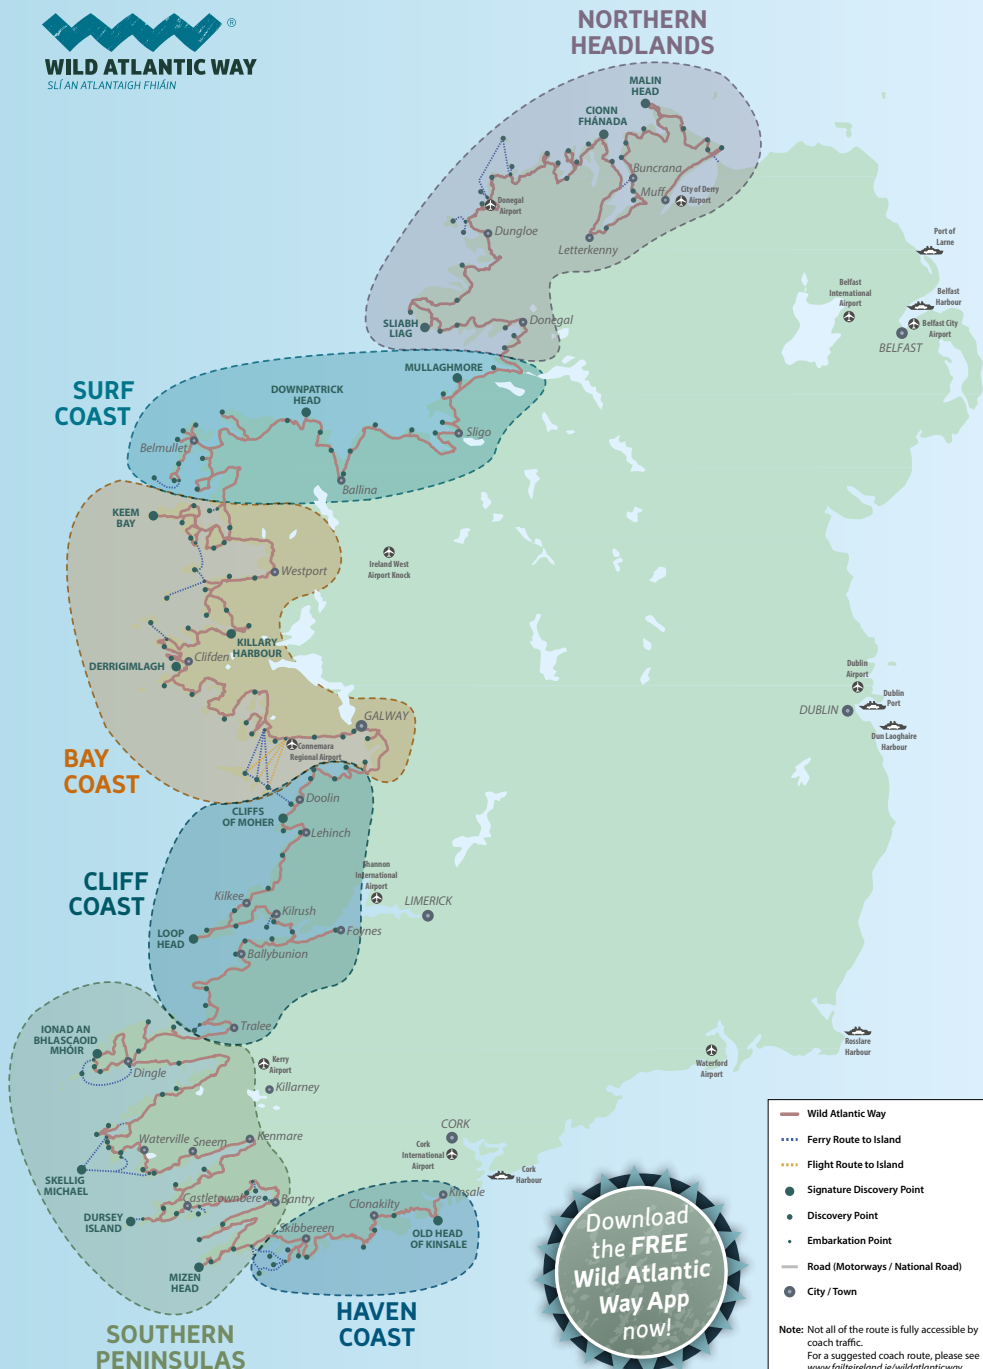 NORTHERN
HEADLANDS
®
WILD ATLANTIC WAY
SLÍ AN ATLANTAIGH FHIÁIN
MALIN
HEAD
CIONN
FHÁNADA
Buncrana
Muff
City of Derry
Airport
Donegal
Airport
Dungloe
Letterkenny
Port of
Larne
Belfast
International
Airport
Belfast
Harbour
Belfast City
Airport
BELFAST
SLIABH
LIAG
Donegal
SURF
COAST
MULLAGHMORE
DOWNPATRICK
HEAD
Belmullet
Sligo
Ballina
KEEM
BAY
Ireland West
Airport Knock
Westport
KILLARY
HARBOUR
DERRIGIMLAGH
Clifden
Dublin
Airport
Dublin
Port
DUBLIN
Dun Laoghaire
Harbour
GALWAY
Connemara
Regional Airport
BAY
COAST
Doolin
CLIFFS
OF MOHER
Lehinch
CLIFF
COAST
Shannon
International
Airport
Kilkee
Kilrush
LIMERICK
LOOP
HEAD
Foynes
Ballybunion
Tralee
IONAD AN
BHLASCAOID
MHÓIR
Dingle
Kerry
Airport
Killarney
Waterford
Airport
Rosslare
Harbour
Waterville
Sneem
Kenmare
CORK
Cork
International
Airport
Cork
Harbour
SKELLIG
MICHAEL
Castletownbere
Bantry
DURSEY
ISLAND
Clonakilty
Kinsale
Skibbereen
OLD HEAD
OF KINSALE
MIZEN
HEAD
HAVEN
COAST
SOUTHERN
PENINSULAS
Download
the FREE
Wild Atlantic
Way App
now!
Wild Atlantic Way
Ferry Route to Island
Flight Route to Island
Signature Discovery Point
Discovery Point
Embarkation Point
Road (Motorways / National Road)
City / Town
Note: Not all of the route is fully accessible by
coach traffic.
For a suggested coach route, please see
www.failteireland.ie/wildatlanticway